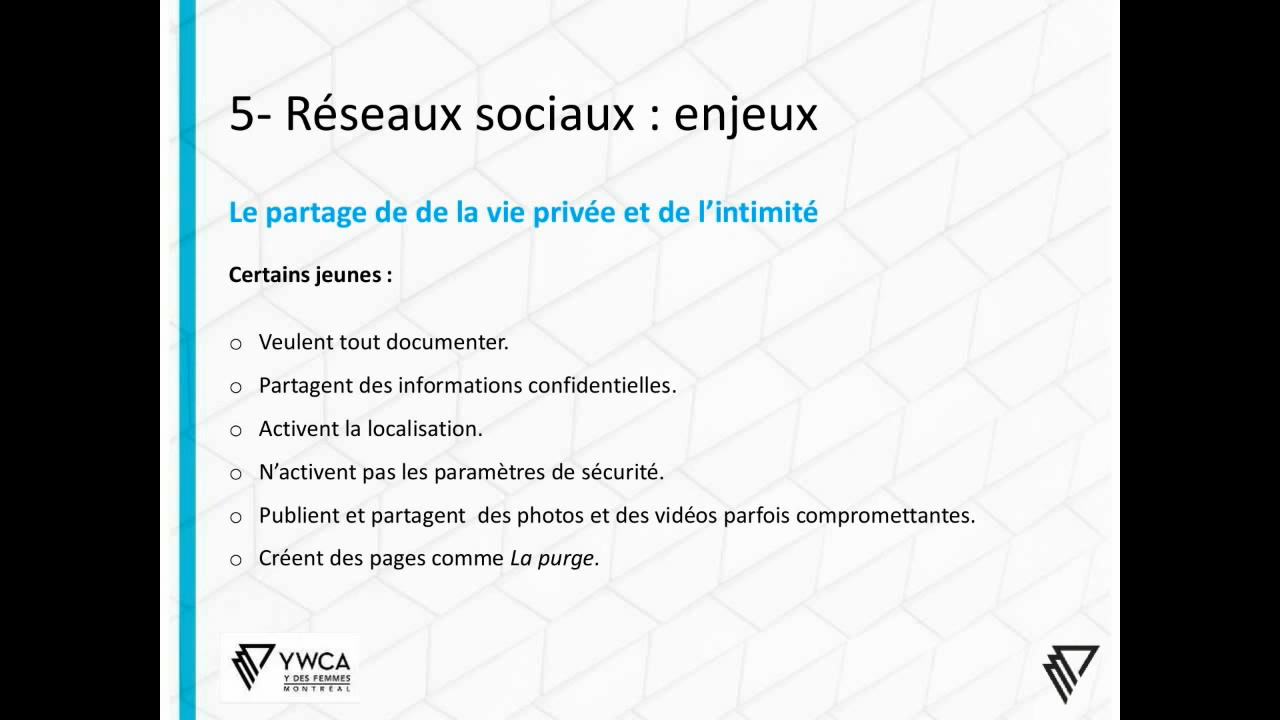 5- Réseaux sociaux : enjeux
Le partage de de la vie privée et de l’intimité
Certains jeunes :
o Veulent tout documenter.
o Partagent des informations confidentielles.
o Activent la localisation.
o N’activent pas les paramètres de sécurité.
o Publient et partagent  des photos et des vidéos parfois compromettantes.
o Créent des pages comme La purge.
YWCA
Y DES FEMMES
MONTRÉAL